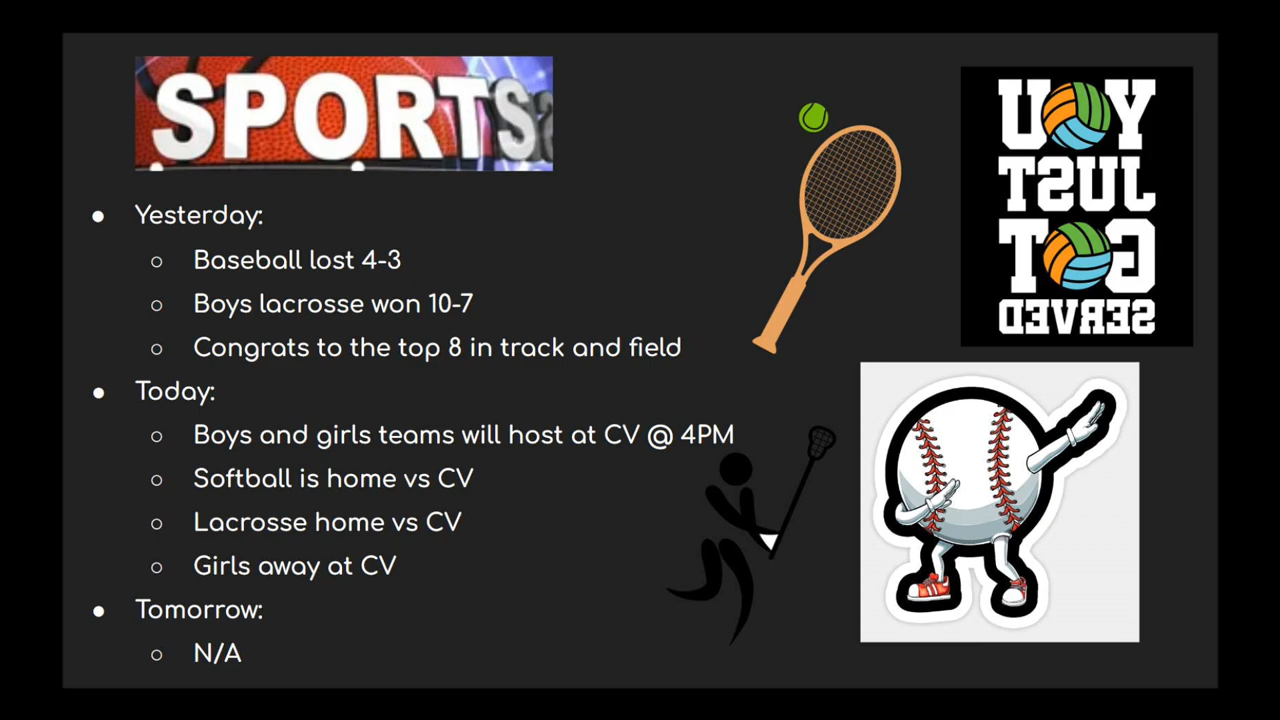 SPORTS
Yesterday:
Baseball lost 4-3
Boys lacrosse won 10-7
Congrats to the top 8 in track and field
Today:
Boys and girls teams will host at CV @ 4PM
Softball is home vs CV
Lacrosse home vs CV
Girls away at CV
Tomorrow:
N/A
YOU
JUST
GOT
SERVED